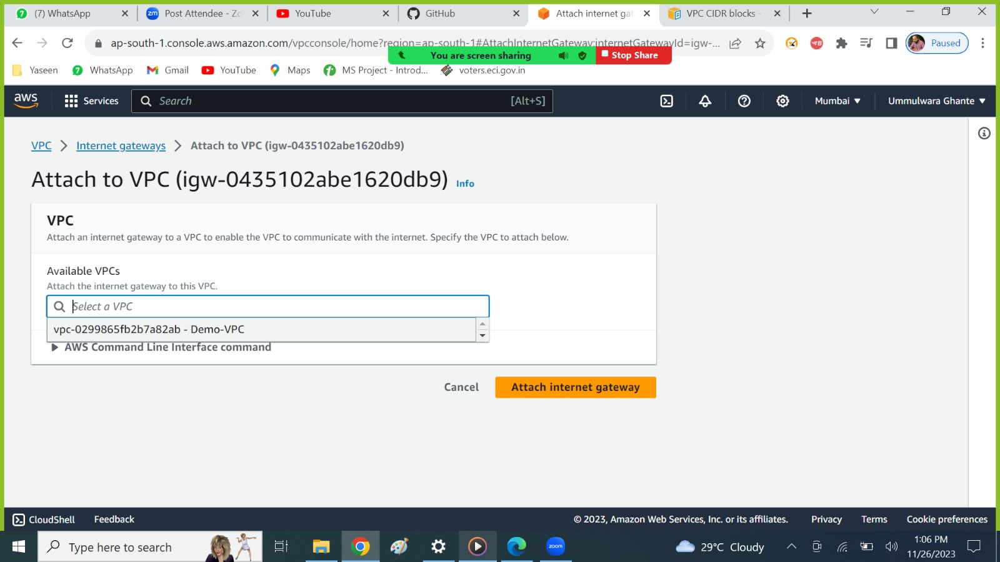 (7) WhatsApp
Post Attendee - Zo
YouTube
GitHub
Attach internet ga
VPC CIDR blocks -
ap-south-1.console.aws.amazon.com/vpcconsole/home?region=ap-south-1#AttachInternetGateway:internetGatewayId=igw-...
Paused
You are screen sharing
Stop Share
Yaseen
WhatsApp
Gmail
YouTube
Maps
MS Project - Introd...
voters.eci.gov.in
aws
Services
Search
[Alt+S]
Mumbai
Ummulwara Ghante
VPC
Internet gateways
Attach to VPC (igw-0435102abe1620db9)
Attach to VPC (igw-0435102abe1620db9) Info
VPC
Attach an internet gateway to a VPC to enable the VPC to communicate with the internet. Specify the VPC to attach below.
Available VPCs
Attach the internet gateway to this VPC.
Select a VPC
vpc-0299865fb2b7a82ab - Demo-VPC
AWS Command Line Interface command
Cancel
Attach internet gateway
CloudShell
Feedback
© 2023, Amazon Web Services, Inc. or its affiliates.
Privacy
Terms
Cookie preferences
Type here to search
zoom
29°C Cloudy
1:06 PM
11/26/2023